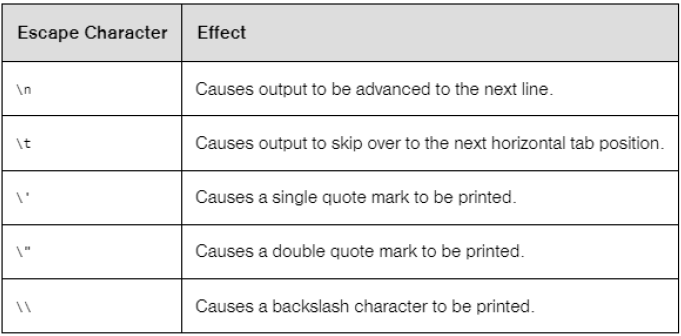 Escape Character Effect
\n Causes output to be advanced to the next line.
\t Causes output to skip over to the next horizontal tab position.
\' Causes a single quote mark to be printed.
\" Causes a double quote mark to be printed.
\\ Causes a backslash character to be printed.